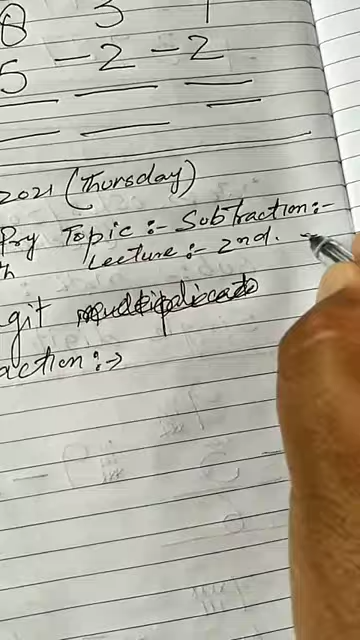 8 3 1
5 - 2 - 2
2021 (Thursday)
Topic :- Subtraction :-
Lecture :- 2nd.
git
action :→